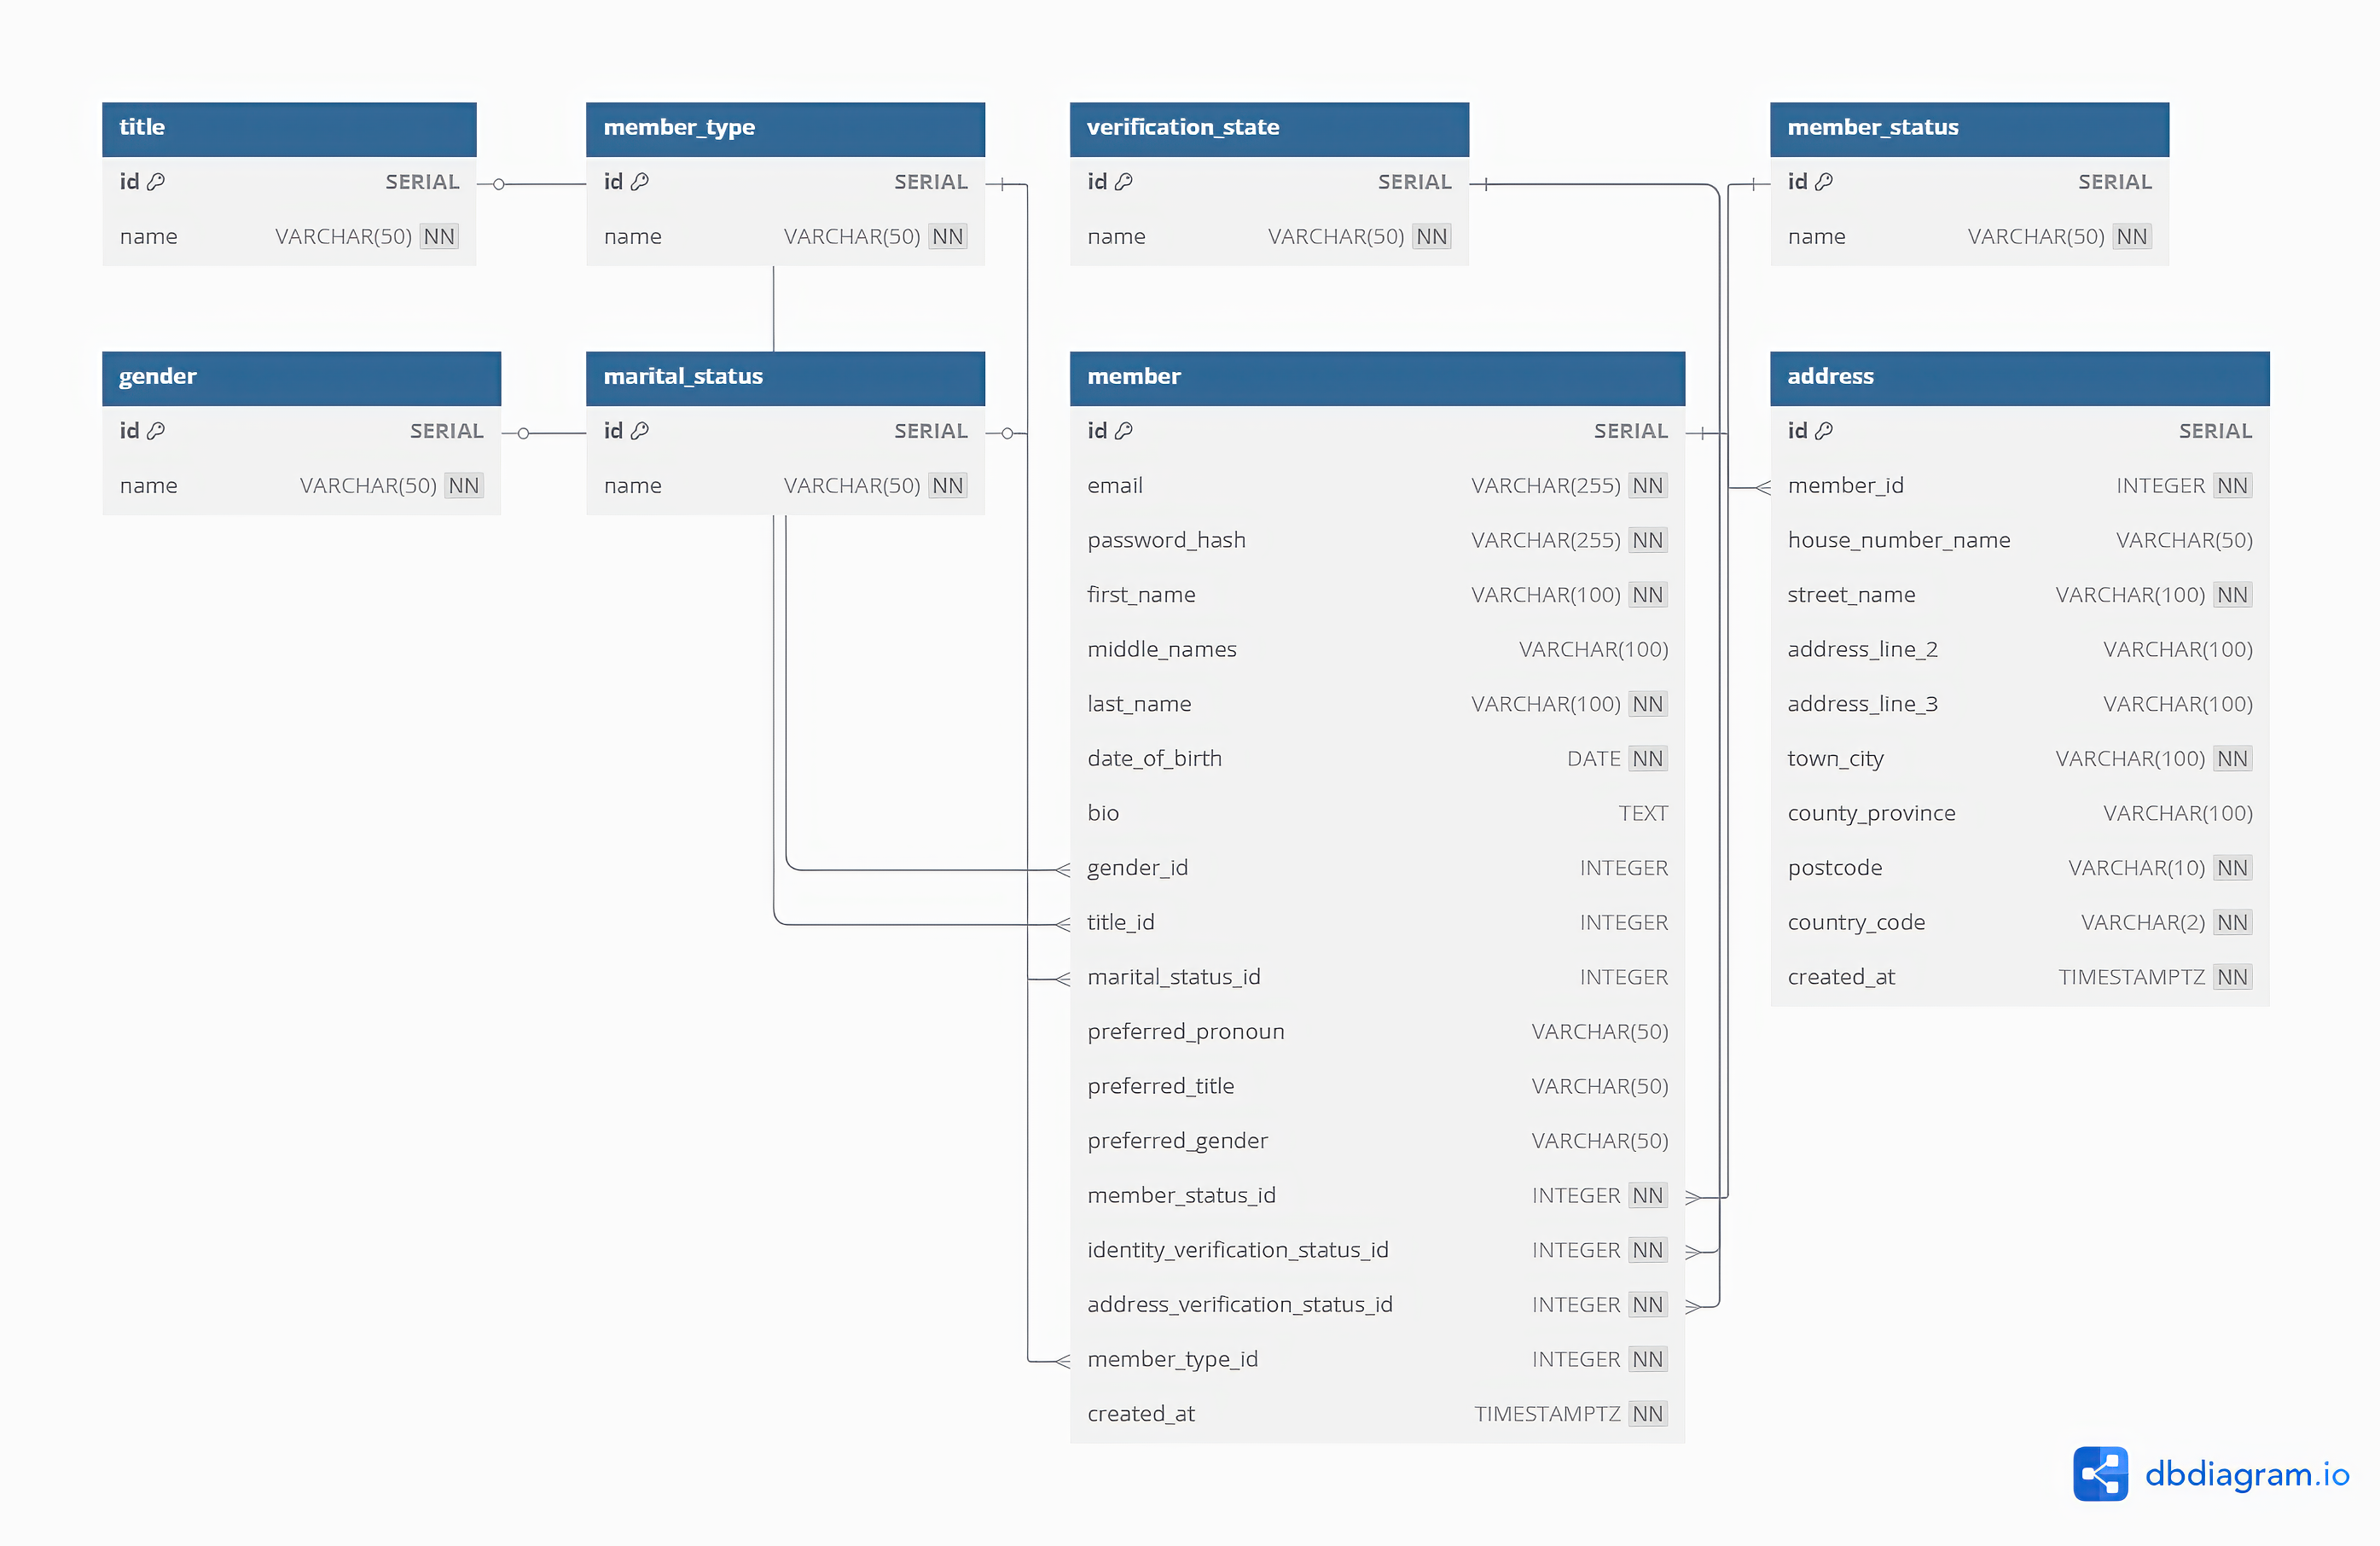 title
id SERIAL
name VARCHAR(50) NN
member_type
id SERIAL
name VARCHAR(50) NN
verification_state
id SERIAL
name VARCHAR(50) NN
member_status
id SERIAL
name VARCHAR(50) NN
gender
id SERIAL
name VARCHAR(50) NN
marital_status
id SERIAL
name VARCHAR(50) NN
member
id SERIAL
email VARCHAR(255) NN
password_hash VARCHAR(255) NN
first_name VARCHAR(100) NN
middle_names VARCHAR(100)
last_name VARCHAR(100) NN
date_of_birth DATE NN
bio TEXT
gender_id INTEGER
title_id INTEGER
marital_status_id INTEGER
preferred_pronoun VARCHAR(50)
preferred_title VARCHAR(50)
preferred_gender VARCHAR(50)
member_status_id INTEGER NN
identity_verification_status_id INTEGER NN
address_verification_status_id INTEGER NN
member_type_id INTEGER NN
created_at TIMESTAMPTZ NN
address
id SERIAL
member_id INTEGER NN
house_number_name VARCHAR(50)
street_name VARCHAR(100) NN
address_line_2 VARCHAR(100)
address_line_3 VARCHAR(100)
town_city VARCHAR(100) NN
county_province VARCHAR(100)
postcode VARCHAR(10) NN
country_code VARCHAR(2) NN
created_at TIMESTAMPTZ NN
dbdiagram.io